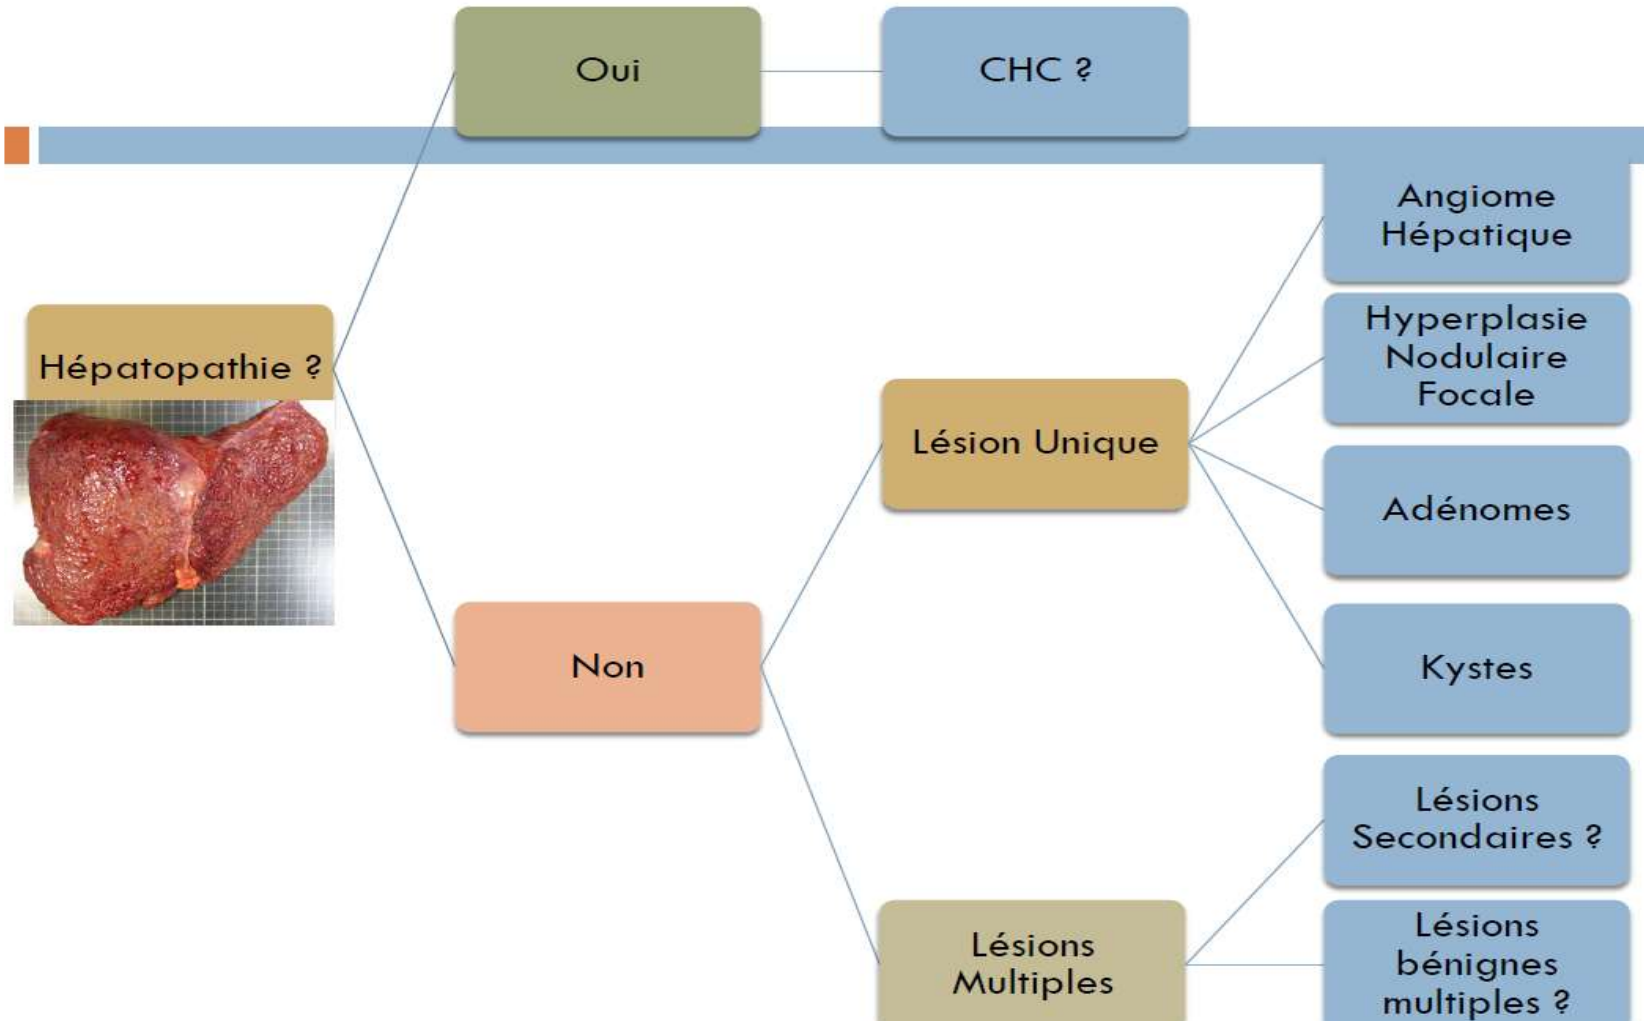 Oui
CHC ?
Angiome
Hépatique
Hépatopathie ?
Hyperplasie
Nodulaire
Focale
Lésion Unique
Adénomes
Non
Kystes
Lésions
Secondaires ?
Lésions
Multiples
Lésions
bénignes
multiples ?